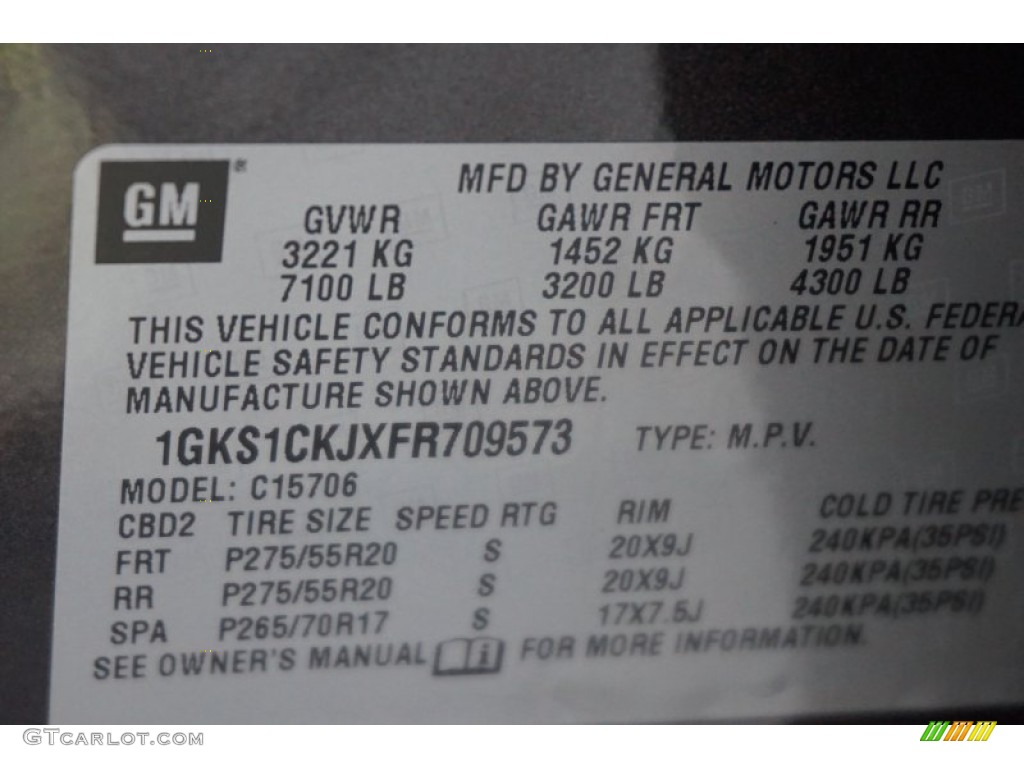 GM ®
MFD BY GENERAL MOTORS LLC
GVWR GAWR FRT GAWR RR
3221 KG 1452 KG 1951 KG
7100 LB 3200 LB 4300 LB
THIS VEHICLE CONFORMS TO ALL APPLICABLE U.S. FEDERA
VEHICLE SAFETY STANDARDS IN EFFECT ON THE DATE OF
MANUFACTURE SHOWN ABOVE.
1GKS1CKJXFR709573 TYPE: M.P.V.
MODEL: C15706
CBD2 TIRE SIZE SPEED RTG RIM COLD TIRE PRE
FRT P275/55R20 S 20X9J 240KPA(35PSI)
RR P275/55R20 S 20X9J 240KPA(35PSI)
SPA P265/70R17 S 17X7.5J 240KPA(35PSI)
SEE OWNER'S MANUAL i FOR MORE INFORMATION.
GTCarlot.com